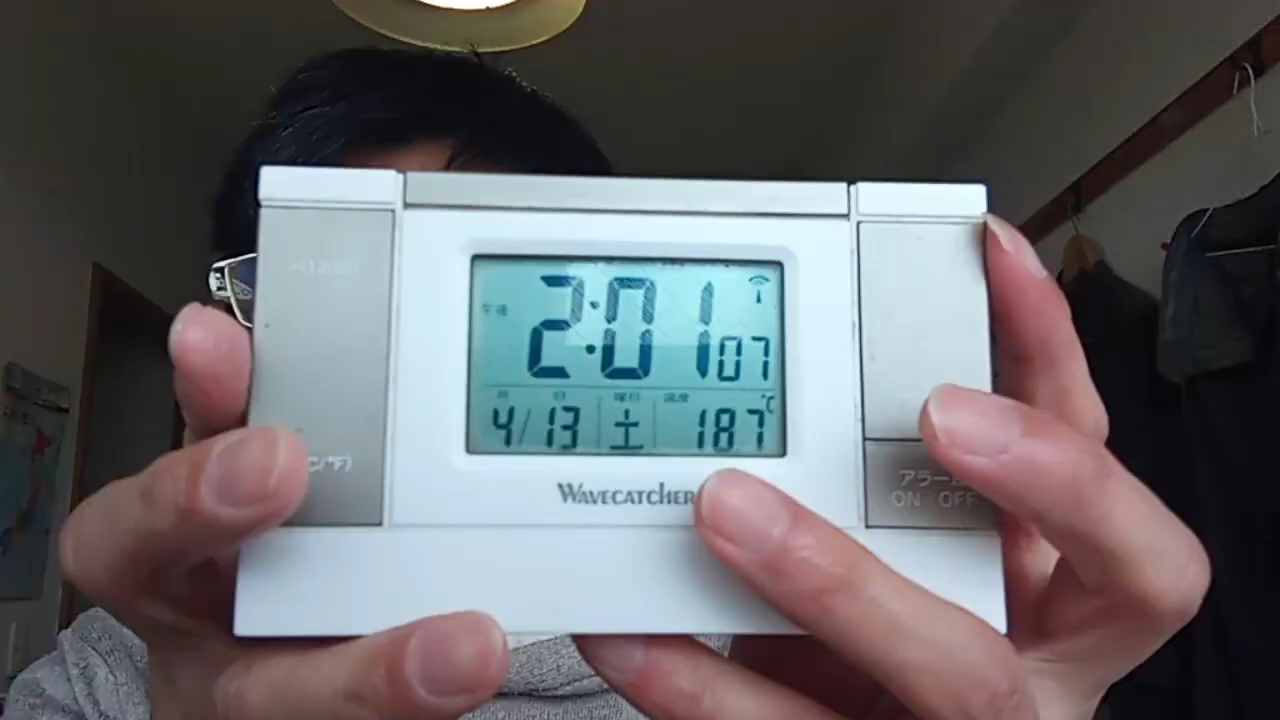 午後 2:01 07
月 日 曜日 温度 °C
4/13 土 18.7
WAVECATCHER
°C/°F)
アラーム
ON OFF